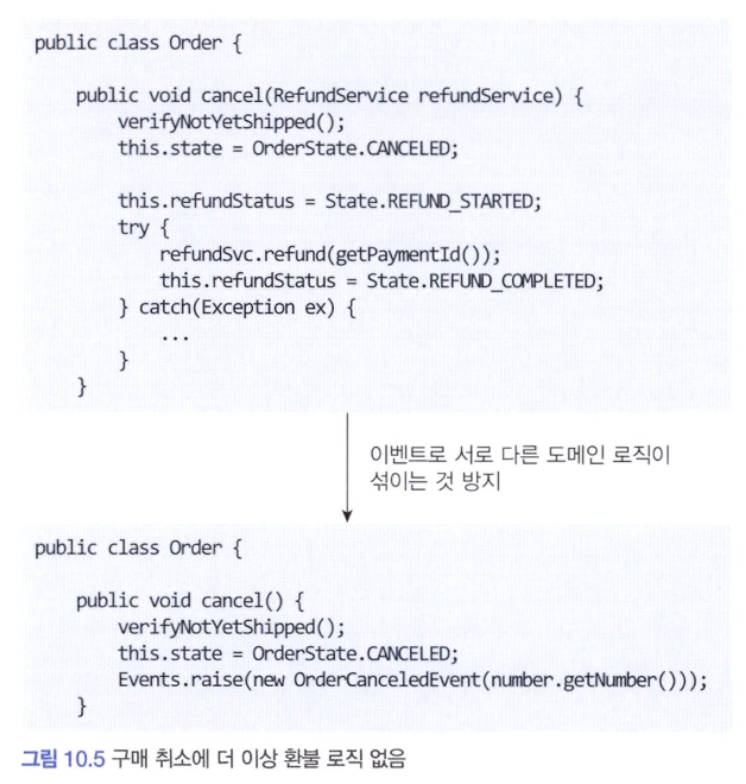 public class Order {
public void cancel(RefundService refundService) {
verifyNotYetShipped();
this.state = OrderState.CANCELED;
this.refundStatus = State.REFUND_STARTED;
try {
refundSvc.refund(getPaymentId());
this.refundStatus = State.REFUND_COMPLETED;
} catch(Exception ex) {
...
}
}
이벤트로 서로 다른 도메인 로직이
섞이는 것 방지
public class Order {
public void cancel() {
verifyNotYetShipped();
this.state = OrderState.CANCELED;
Events.raise(new OrderCanceledEvent(number.getNumber()));
}
그림 10.5 구매 취소에 더 이상 환불 로직 없음